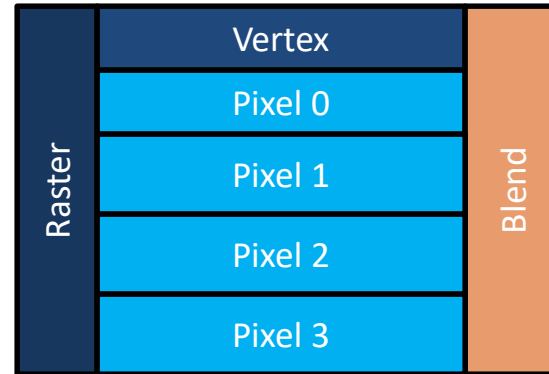 Raster
Vertex
Pixel 0
Pixel 1
Pixel 2
Pixel 3
Blend